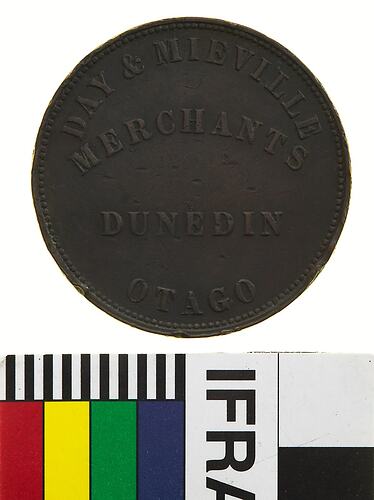 DAY & MIEVILLE
MERCHANTS
DUNEDIN
OTAGO
IFRA